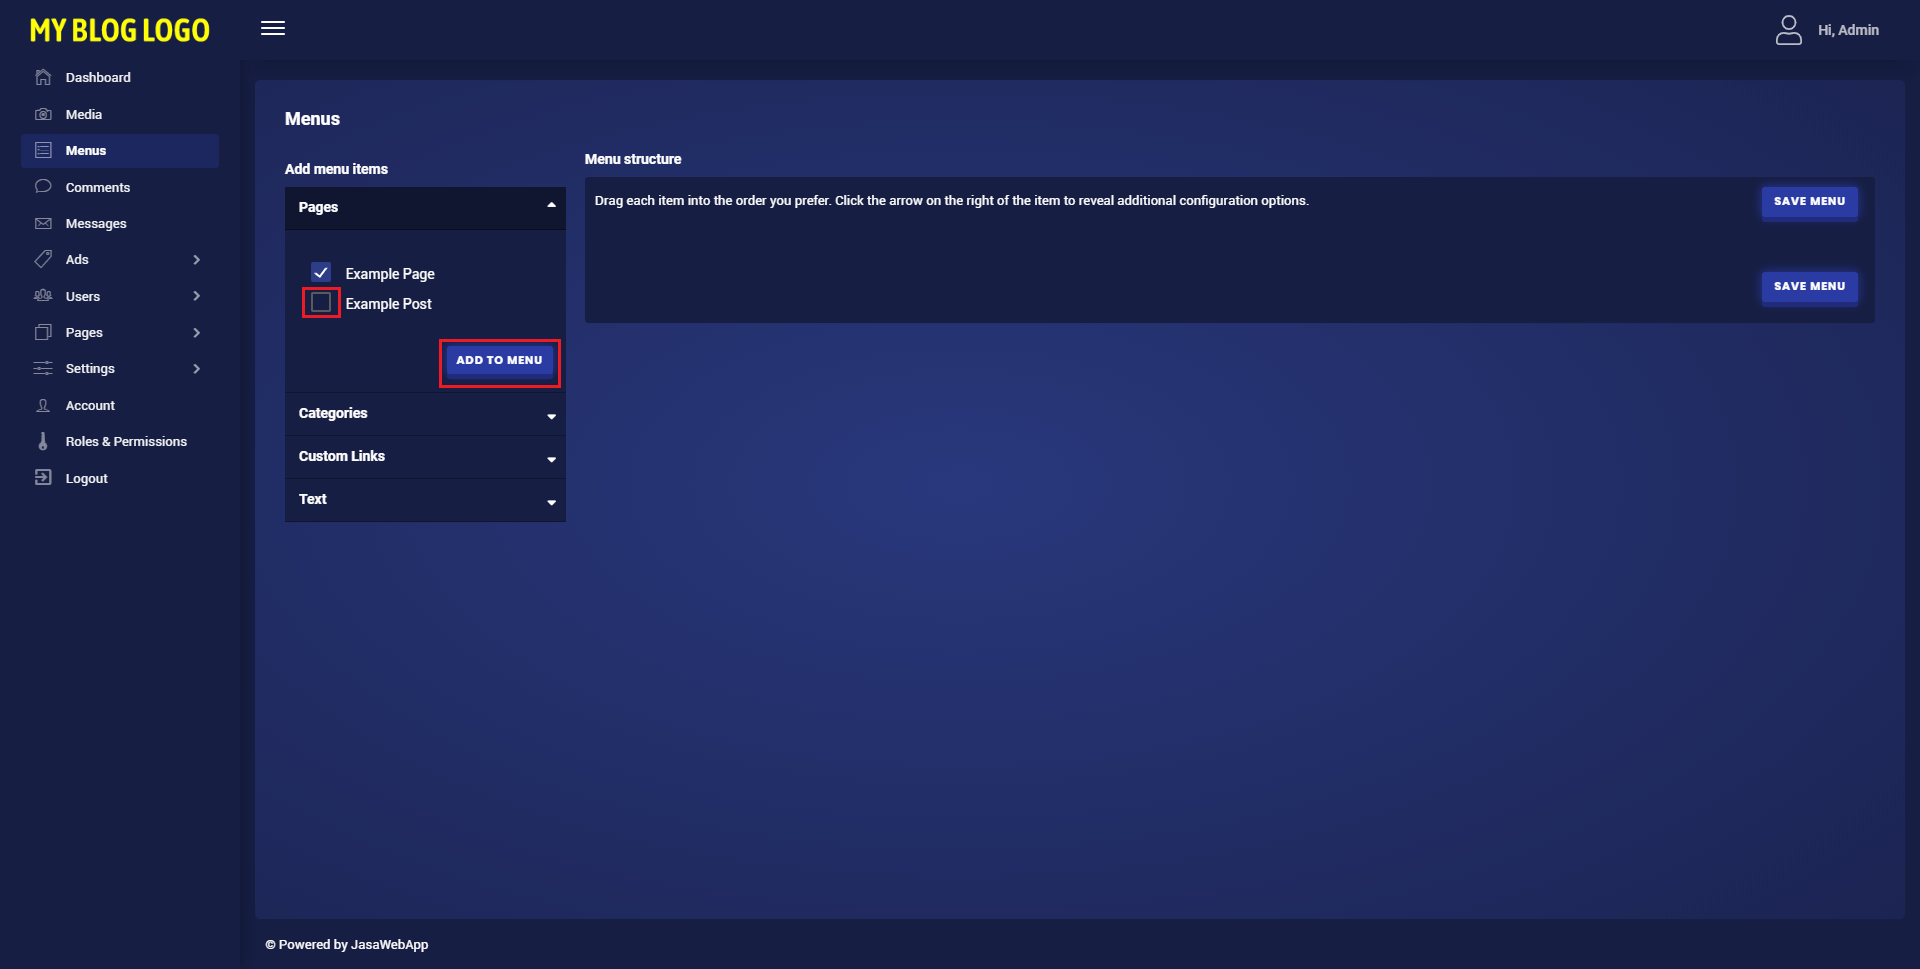 MY BLOG LOGO
Hi, Admin
Dashboard
Media
Menus
Comments
Messages
Ads
Users
Pages
Settings
Account
Roles & Permissions
Logout
Menus
Add menu items
Pages
Example Page
Example Post
ADD TO MENU
Categories
Custom Links
Text
Menu structure
Drag each item into the order you prefer. Click the arrow on the right of the item to reveal additional configuration options.
SAVE MENU
SAVE MENU
© Powered by JasaWebApp